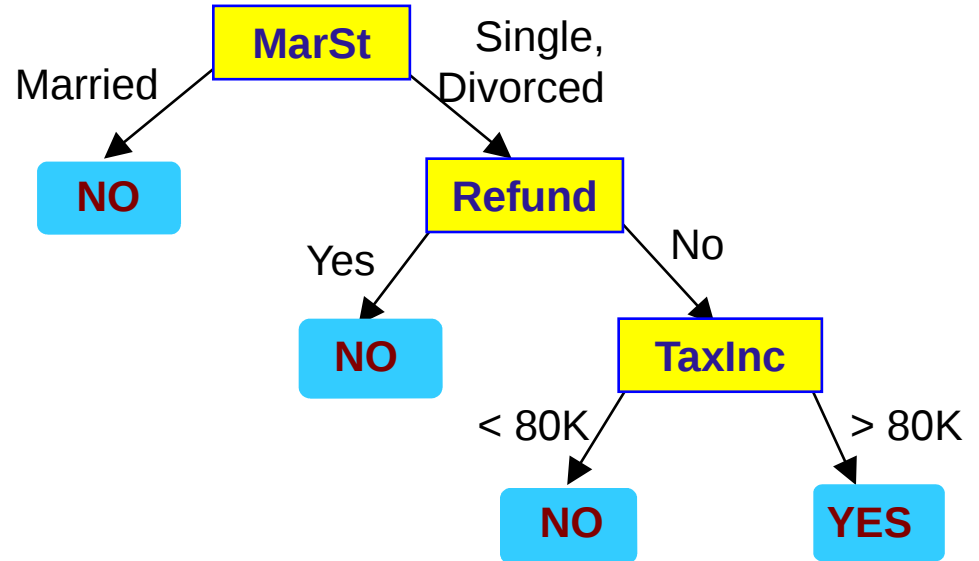 MarSt
Single,
Divorced
Married
NO
Refund
Yes
No
NO
TaxInc
< 80K
> 80K
NO
YES